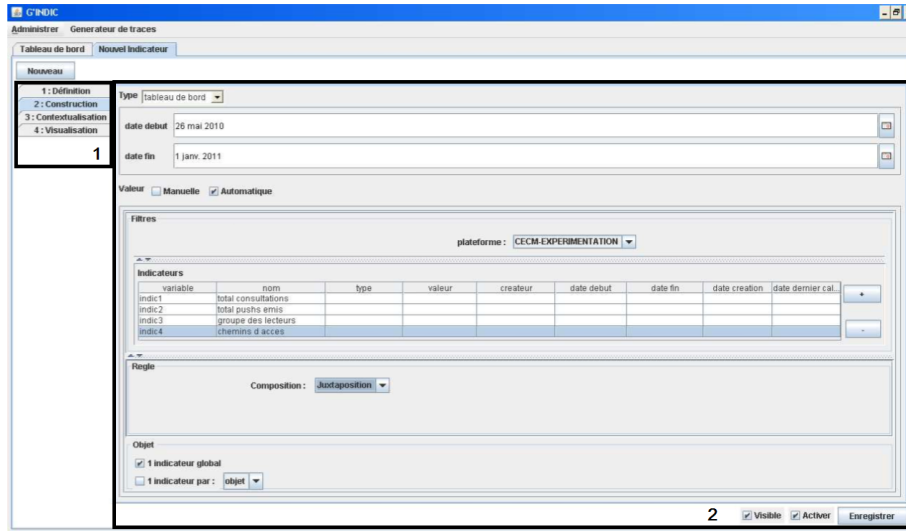 G'INDIC
Administrer Generateur de traces
Tableau de bord Nouvel Indicateur
Nouveau
1 : Définition
2 : Construction
3 : Contextualisation
4 : Visualisation
1
Type tableau de bord
date debut 26 mai 2010
date fin 1 janv. 2011
Valeur Manuelle Automatique
Filtres
plateforme : CECM-EXPERIMENTATION
Indicateurs
variable nom type valeur createur date debut date fin date creation date dernier cal...
indic1 total consultations
indic2 total pushs emis
indic3 groupe des lecteurs
indic4 chemins d acces
+
-
Regle
Composition : Juxtaposition
Objet
1 indicateur global
1 indicateur par : objet
2 Visible Activer Enregistrer